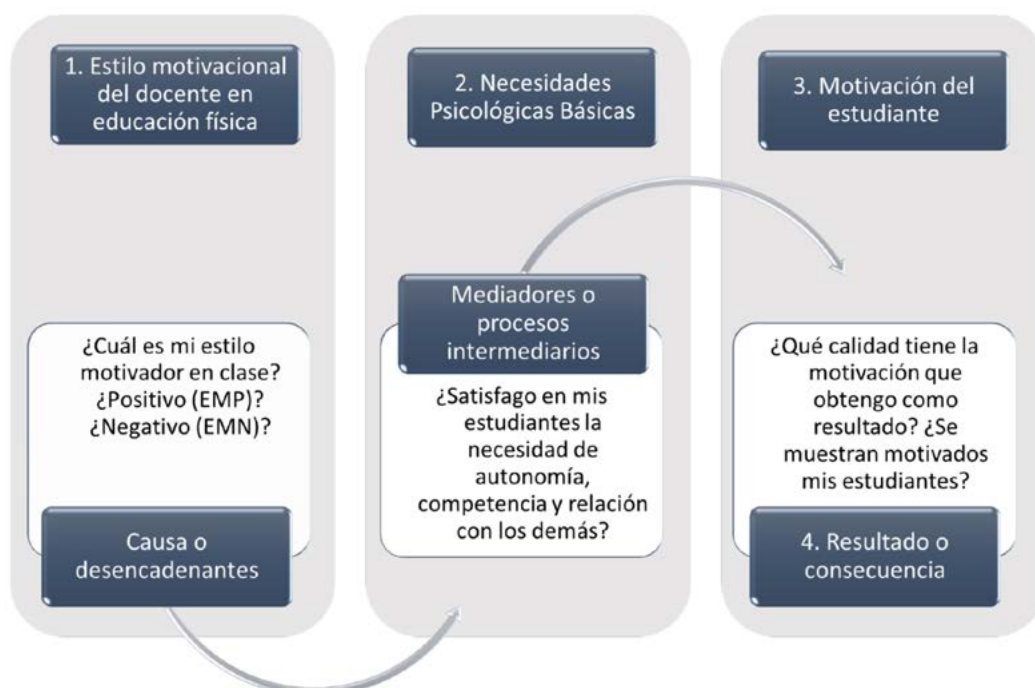 1. Estilo motivacional
del docente en
educación física
¿Cuál es mi estilo
motivador en clase?
¿Positivo (EMP)?
¿Negativo (EMN)?
Causa o
desencadenantes
2. Necesidades
Psicológicas Básicas
Mediadores o
procesos
intermediarios
¿Satisfago en mis
estudiantes la
necesidad de
autonomía,
competencia y relación
con los demás?
3. Motivación del
estudiante
¿Qué calidad tiene la
motivación que
obtengo como
resultado? ¿Se
muestran motivados
mis estudiantes?
4. Resultado o
consecuencia